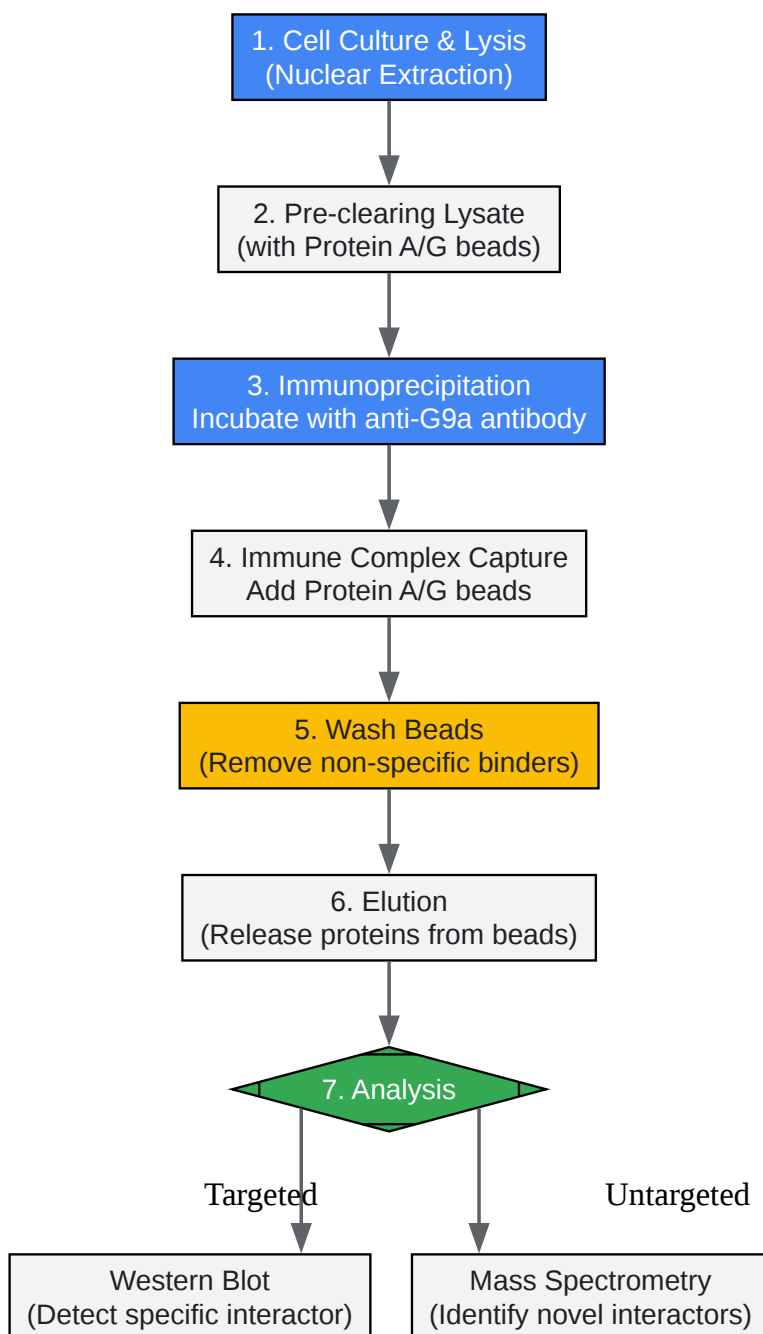 1. Cell Culture & Lysis
(Nuclear Extraction)
2. Pre-clearing Lysate
(with Protein A/G beads)
3. Immunoprecipitation
Incubate with anti-G9a antibody
4. Immune Complex Capture
Add Protein A/G beads
5. Wash Beads
(Remove non-specific binders)
6. Elution
(Release proteins from beads)
7. Analysis
Targeted
Untargeted
Western Blot
(Detect specific interactor)
Mass Spectrometry
(Identify novel interactors)